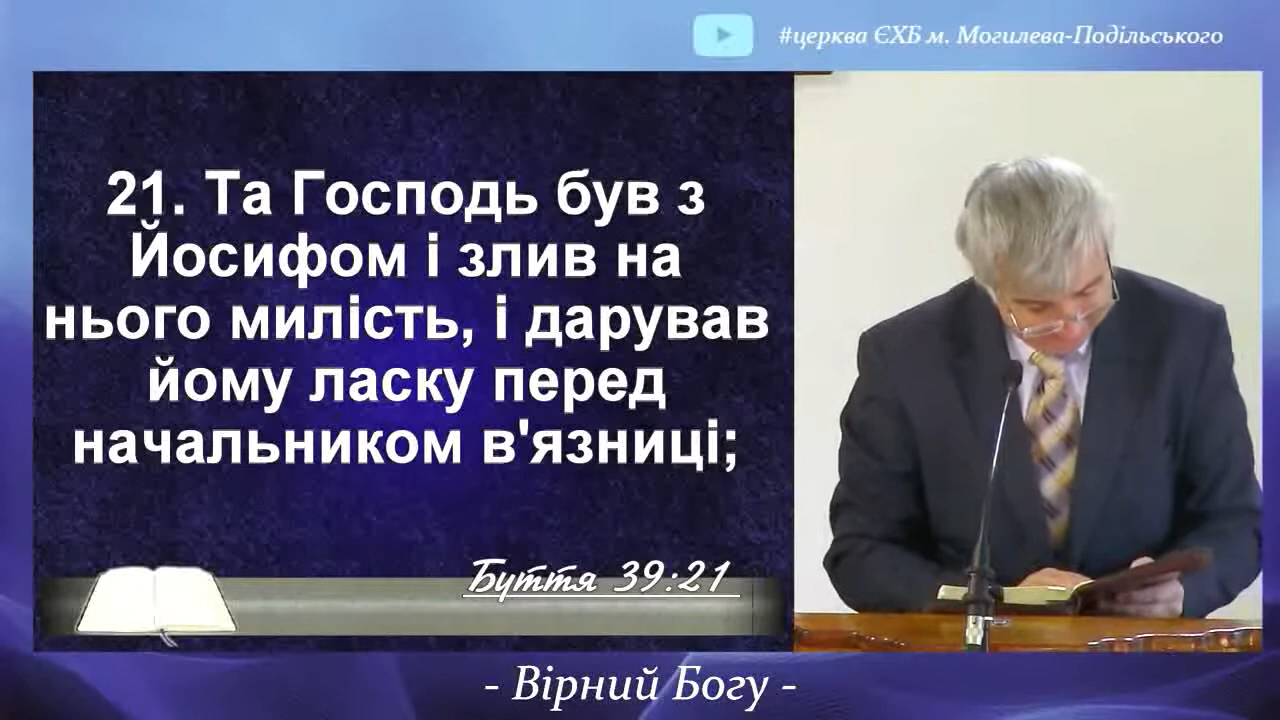 #церква ЄХБ м. Могилева-Подільського
21. Та Господь був з
Йосифом і злив на
нього милість, і дарував
йому ласку перед
начальником в'язниці;
Буття 39:21
- Вірний Богу -